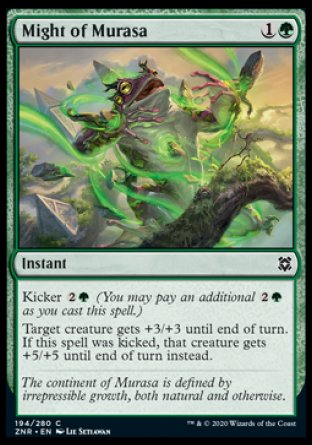 Might of Murasa 1
Instant
Kicker 2 (You may pay an additional 2
as you cast this spell.)
Target creature gets +3/+3 until end of turn.
If this spell was kicked, that creature gets
+5/+5 until end of turn instead.
The continent of Murasa is defined by
irrepressible growth, both natural and otherwise.
194/280 C
ZNR • EN Lie Setiawan
™ & © 2020 Wizards of the Coast